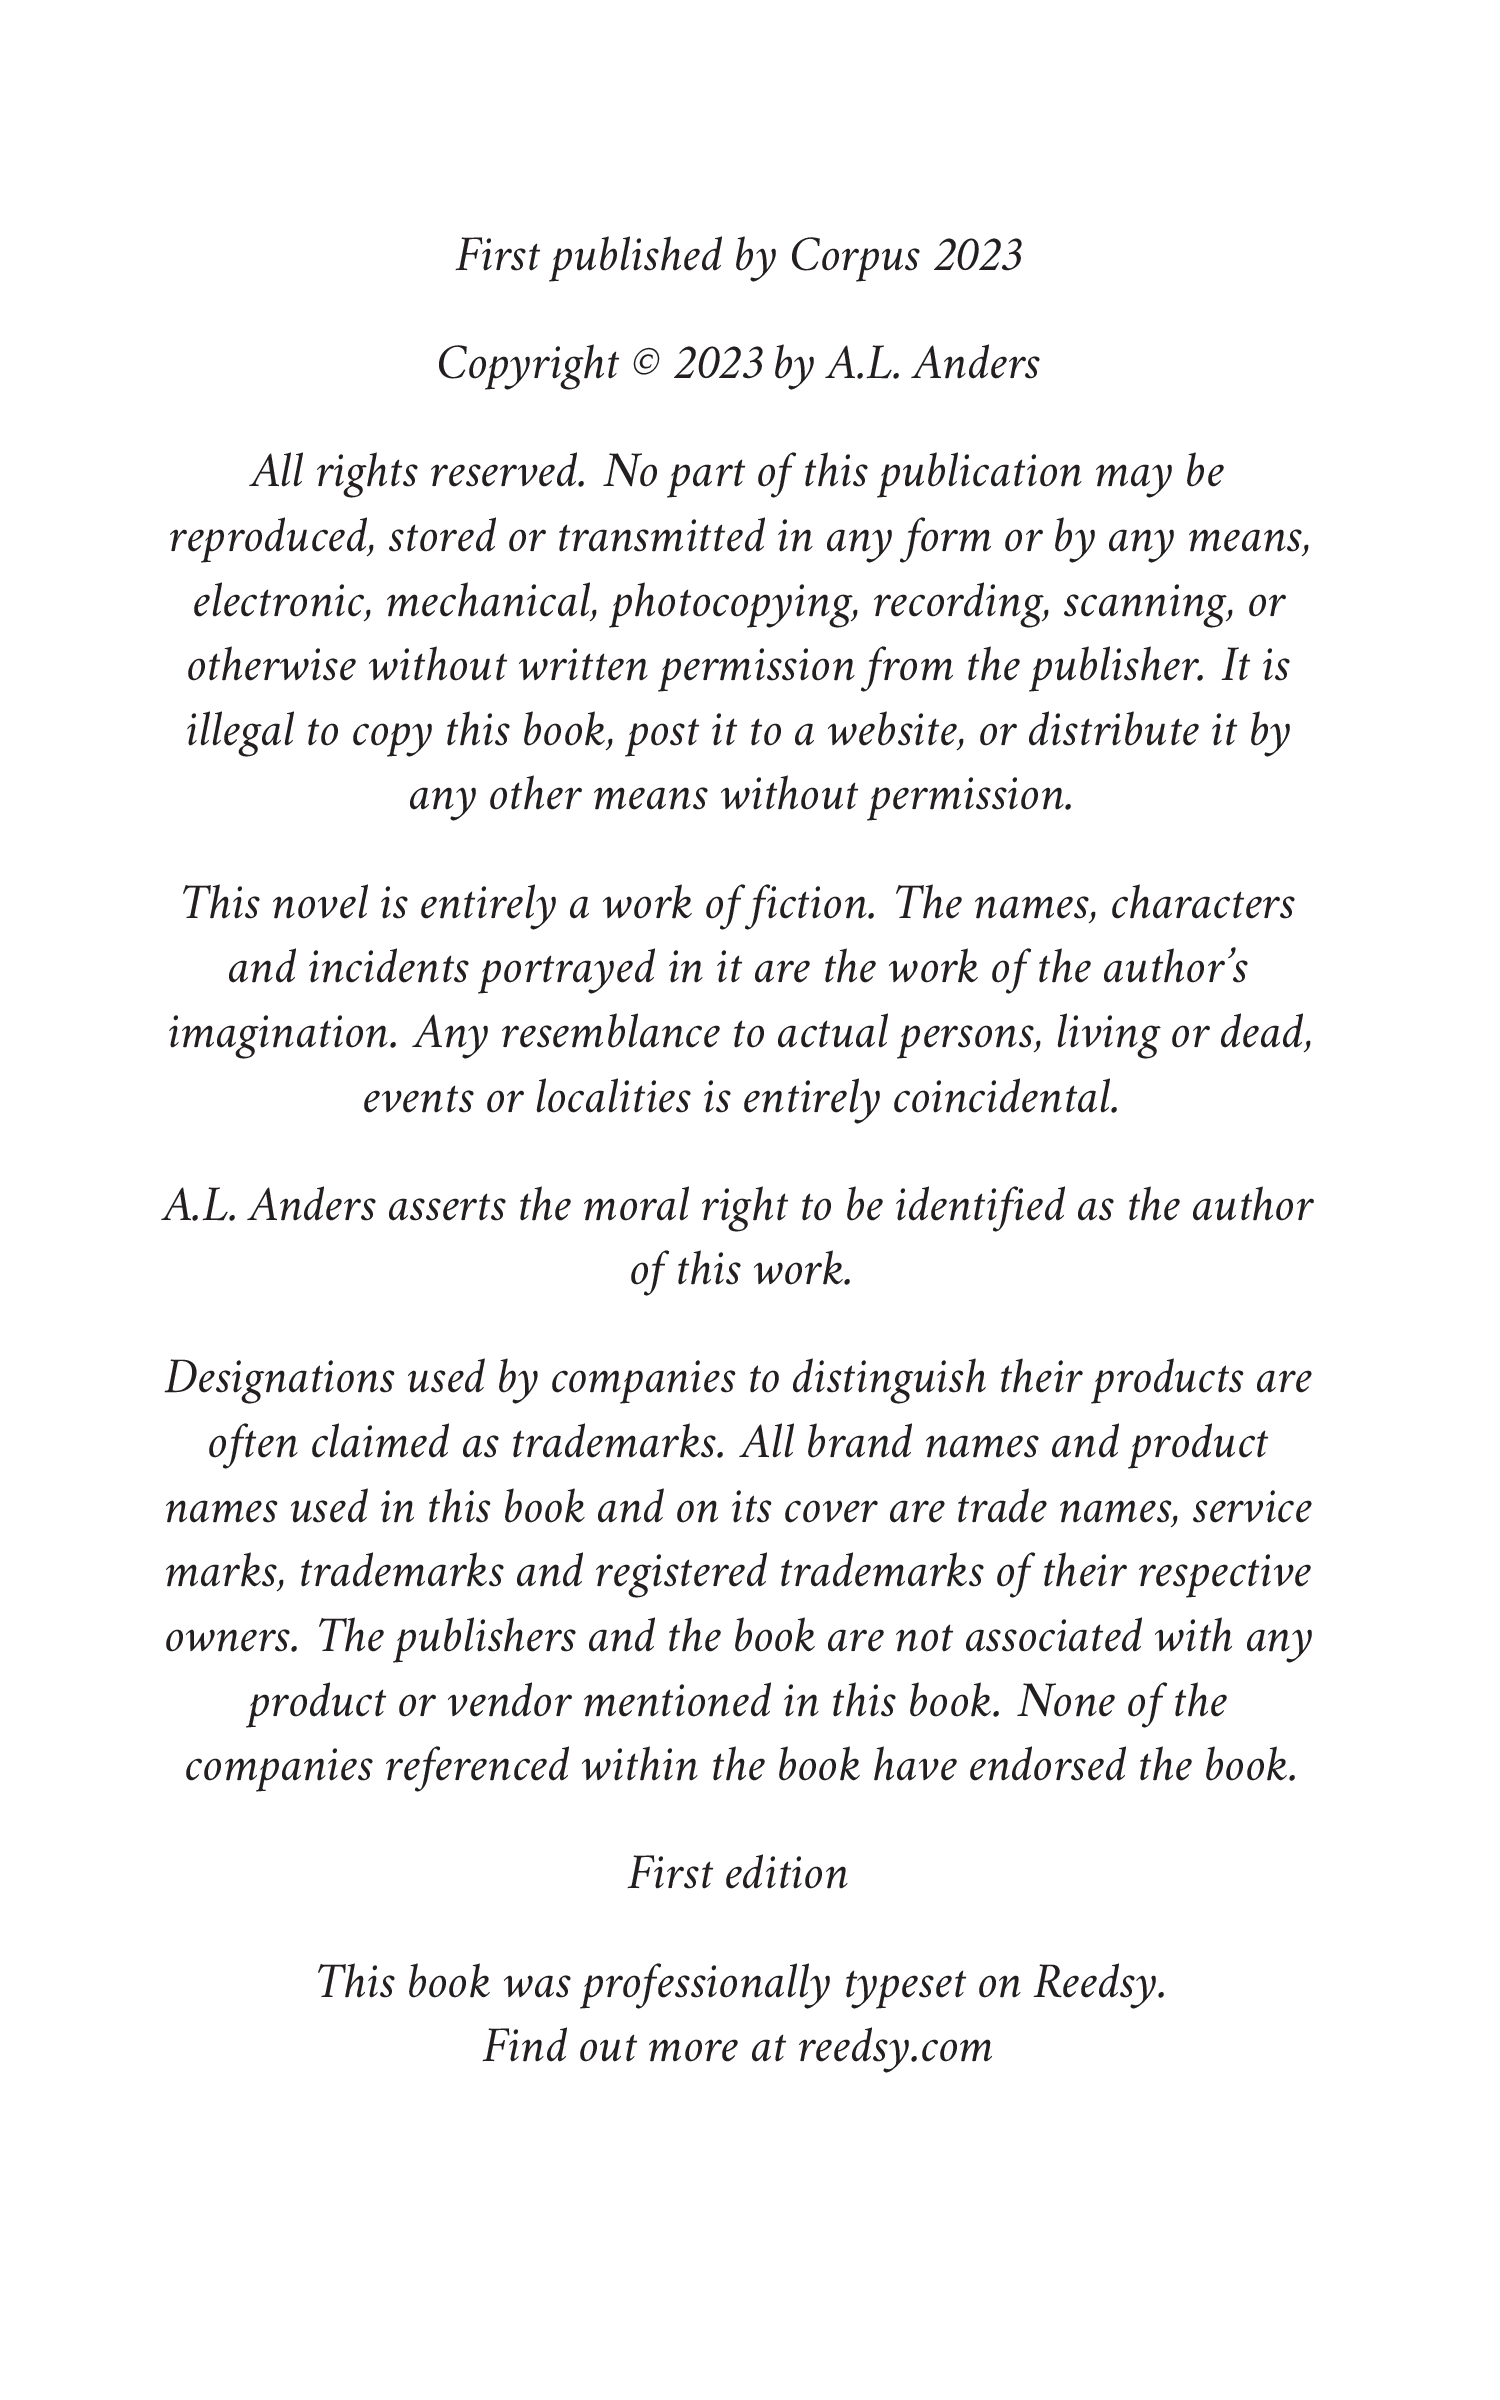 First published by Corpus 2023
Copyright © 2023 by A.L. Anders
All rights reserved. No part of this publication may be
reproduced, stored or transmitted in any form or by any means,
electronic, mechanical, photocopying, recording, scanning, or
otherwise without written permission from the publisher. It is
illegal to copy this book, post it to a website, or distribute it by
any other means without permission.
This novel is entirely a work of fiction. The names, characters
and incidents portrayed in it are the work of the author’s
imagination. Any resemblance to actual persons, living or dead,
events or localities is entirely coincidental.
A.L. Anders asserts the moral right to be identified as the author
of this work.
Designations used by companies to distinguish their products are
often claimed as trademarks. All brand names and product
names used in this book and on its cover are trade names, service
marks, trademarks and registered trademarks of their respective
owners. The publishers and the book are not associated with any
product or vendor mentioned in this book. None of the
companies referenced within the book have endorsed the book.
First edition
This book was professionally typeset on Reedsy.
Find out more at reedsy.com